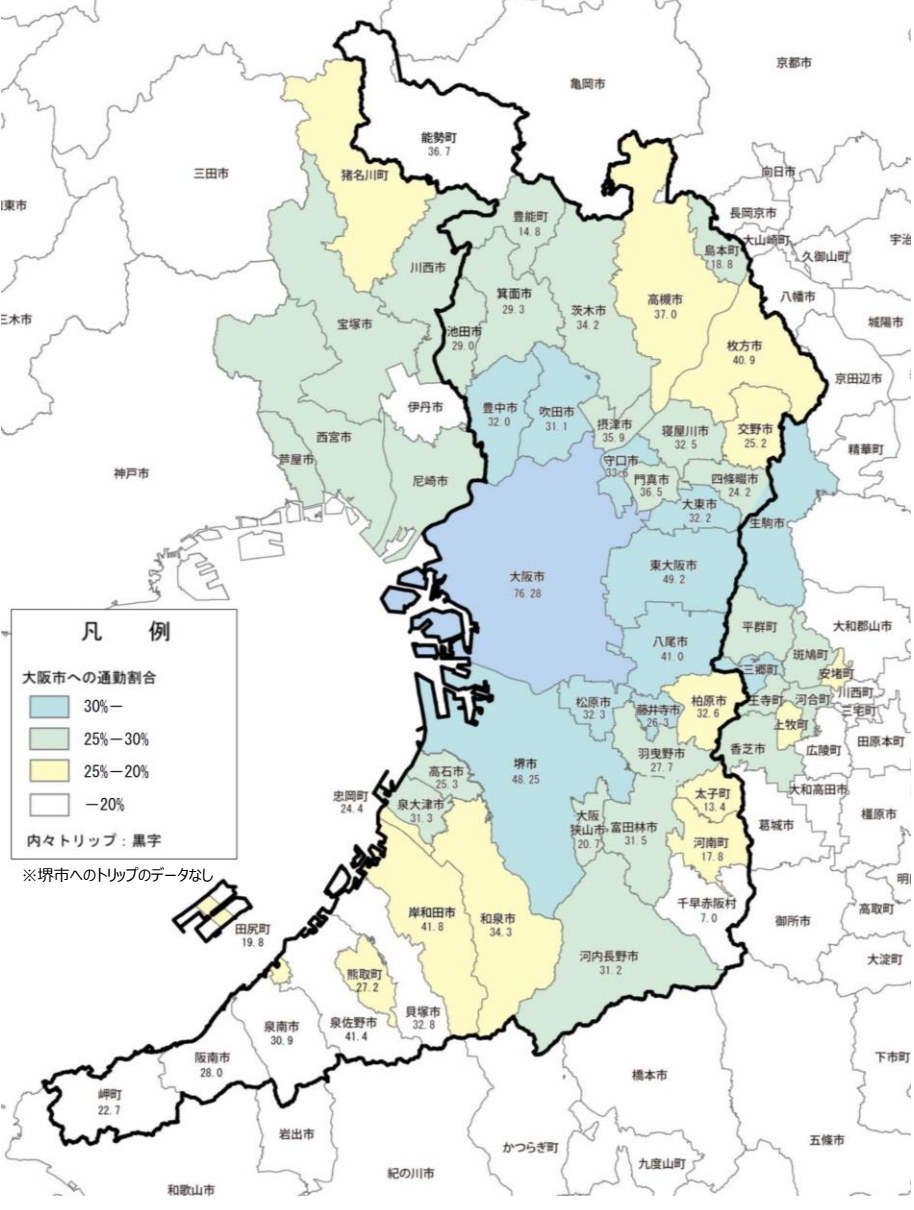 京都市
亀岡市
能勢町
36.7
三田市
猪名川町
向日市
長岡京市
豊能町
14.8
大山崎町
島本町
18.8
久御山町
川西市
箕面市
29.3
茨木市
34.2
高槻市
37.0
八幡市
三木市
宝塚市
池田市
29.0
城陽市
枚方市
40.9
京田辺市
伊丹市
豊中市
32.0
吹田市
31.1
摂津市
35.9
寝屋川市
32.5
交野市
25.2
西宮市
精華町
芦屋市
神戸市
尼崎市
守口市
33.6
門真市
36.5
四條畷市
24.2
大東市
32.2
生駒市
東大阪市
49.2
大阪市
76.28
平群町
大和郡山市
八尾市
41.0
斑鳩町
三郷町
安堵町
川西町
三宅町
王寺町
河合町
上牧町
松原市
32.3
藤井寺市
26.3
柏原市
32.6
広陵町
田原本町
香芝市
羽曳野市
27.7
堺市
48.25
高石市
25.3
大和高田市
忠岡町
24.4
泉大津市
31.3
太子町
13.4
葛城市
橿原市
大阪
狭山市
20.7
富田林市
31.5
河南町
17.8
千早赤阪村
7.0
高取町
御所市
岸和田市
41.8
和泉市
34.3
田尻町
19.8
河内長野市
31.2
大淀町
熊取町
27.2
泉南市
30.9
泉佐野市
41.4
貝塚市
32.8
阪南市
28.0
下市町
岬町
22.7
橋本市
岩出市
かつらぎ町
五條市
九度山町
紀の川市
和歌山市
凡 例
大阪市への通勤割合
30%−
25%−30%
25%−20%
−20%
内々トリップ：黒字
※堺市へのトリップのデータなし